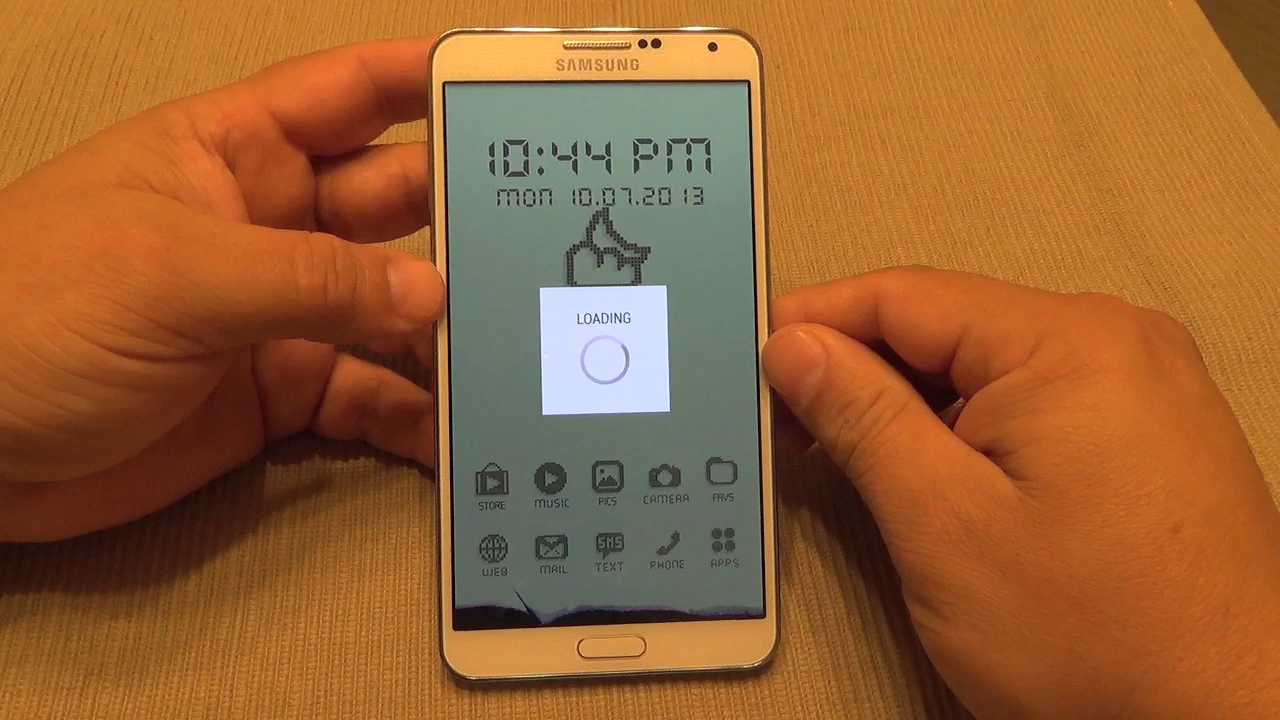 SAMSUNG
10:44 PM
mon 10.07.2013
LOADING
STORE MUSIC PICS CAMERA FAVS
WEB MAIL SMS TEXT PHONE APPS